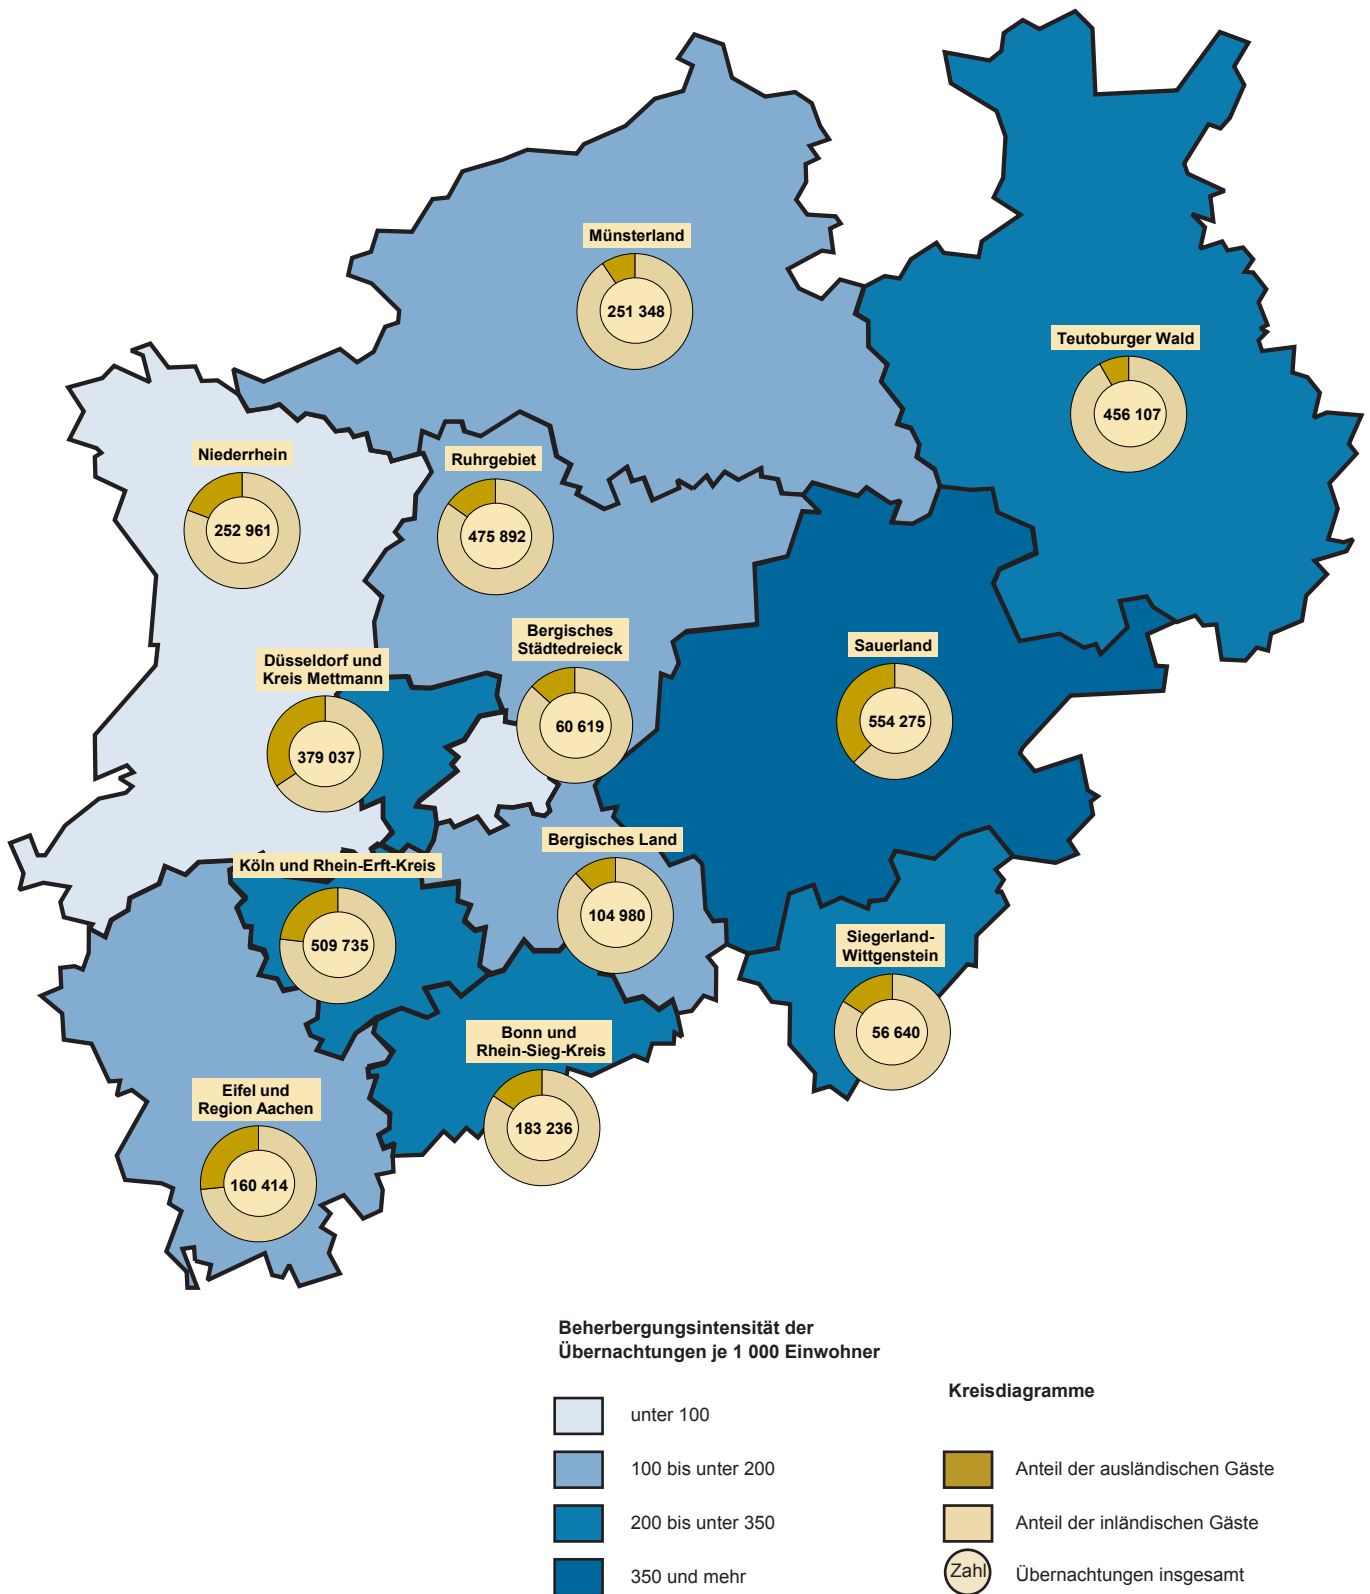 Münsterland
251 348
Teutoburger Wald
456 107
Niederrhein
252 961
Ruhrgebiet
475 892
Bergisches
Städtedreieck
60 619
Sauerland
554 275
Düsseldorf und
Kreis Mettmann
379 037
Bergisches Land
104 980
Köln und Rhein-Erft-Kreis
509 735
Siegerland-
Wittgenstein
56 640
Bonn und
Rhein-Sieg-Kreis
183 236
Eifel und
Region Aachen
160 414
Beherbergungsintensität der
Übernachtungen je 1 000 Einwohner
unter 100
100 bis unter 200
200 bis unter 350
350 und mehr
Kreisdiagramme
Anteil der ausländischen Gäste
Anteil der inländischen Gäste
Zahl Übernachtungen insgesamt